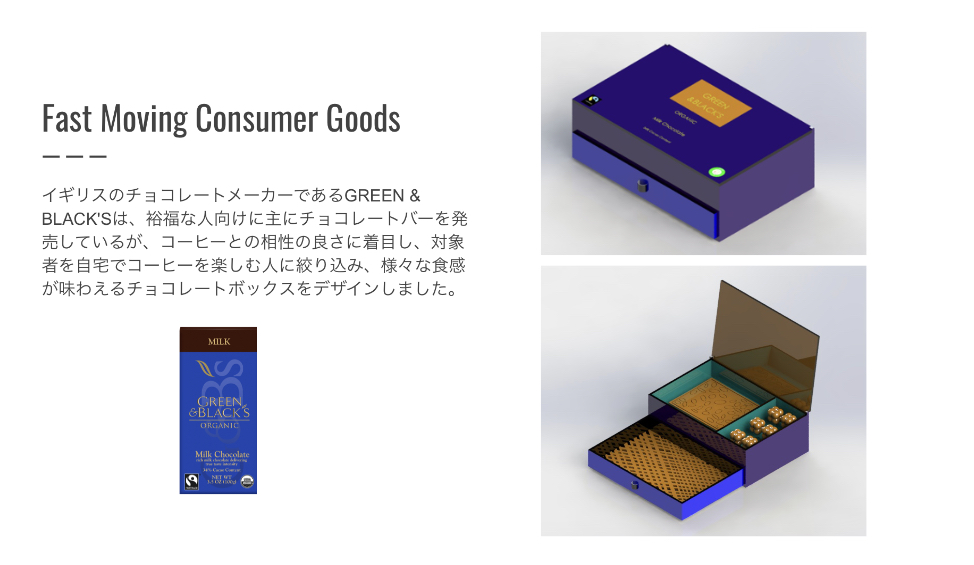 Fast Moving Consumer Goods
イギリスのチョコレートメーカーであるGREEN &
BLACK'Sは、裕福な人向けに主にチョコレートバーを発
売しているが、コーヒーとの相性の良さに着目し、対象
者を自宅でコーヒーを楽しむ人に絞り込み、様々な食感
が味わえるチョコレートボックスをデザインしました。
MILK
GREEN
&BLACK'S
ORGANIC
Milk Chocolate
NET WT
GREEN
&BLACK'S
ORGANIC
Milk Chocolate